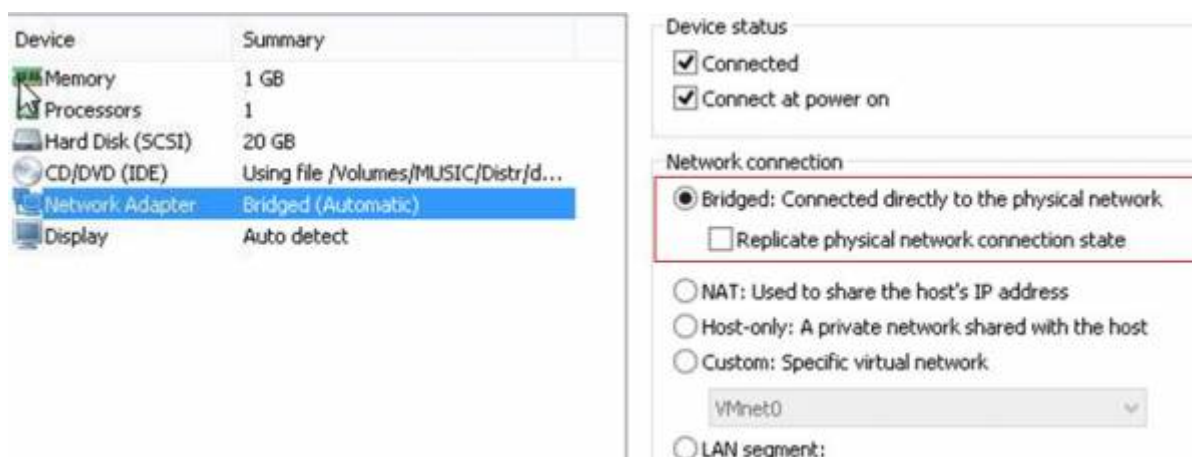 Device Summary
Memory 1 GB
Processors 1
Hard Disk (SCSI) 20 GB
CD/DVD (IDE) Using file /Volumes/MUSIC/Distr/d...
Network Adapter Bridged (Automatic)
Display Auto detect
Device status
Connected
Connect at power on
Network connection
Bridged: Connected directly to the physical network
Replicate physical network connection state
NAT: Used to share the host's IP address
Host-only: A private network shared with the host
Custom: Specific virtual network
VMnet0
LAN segment: